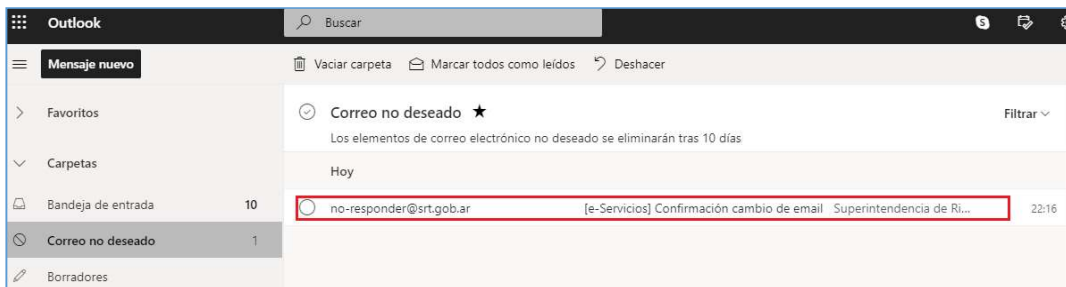 Outlook
Buscar
Mensaje nuevo
Vaciar carpeta Marcar todos como leídos Deshacer
Favoritos
Correo no deseado ★
Filtrar
Los elementos de correo electrónico no deseado se eliminarán tras 10 días
Carpetas
Hoy
Bandeja de entrada 10
no-responder@srt.gob.ar [e-Servicios] Confirmación cambio de email Superintendencia de Ri... 22:16
Correo no deseado 1
Borradores